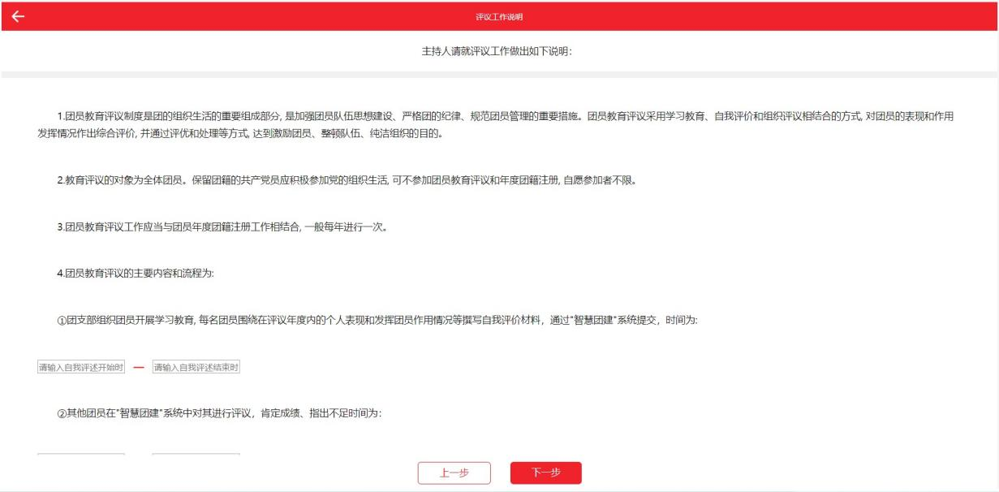 评议工作说明
主持人请就评议工作做出如下说明：
1.团员教育评议制度是团的组织生活的重要组成部分, 是加强团员队伍思想建设、严格团的纪律、规范团员管理的重要措施。团员教育评议采用学习教育、自我评价和组织评议相结合的方式, 对团员的表现和作用
发挥情况作出综合评价, 并通过评优和处理等方式, 达到激励团员、整顿队伍、纯洁组织的目的。
2.教育评议的对象为全体团员。保留团籍的共产党员应积极参加党的组织生活, 可不参加团员教育评议和年度团籍注册, 自愿参加者不限。
3.团员教育评议工作应当与团员年度团籍注册工作相结合, 一般每年进行一次。
4.团员教育评议的主要内容和流程为:
①团支部组织团员开展学习教育, 每名团员围绕在评议年度内的个人表现和发挥团员作用情况等撰写自我评价材料，通过"智慧团建"系统提交，时间为:
请输入自我评述开始时 — 请输入自我评述结束时
②其他团员在"智慧团建"系统中对其进行评议，肯定成绩、指出不足时间为：
上一步 下一步